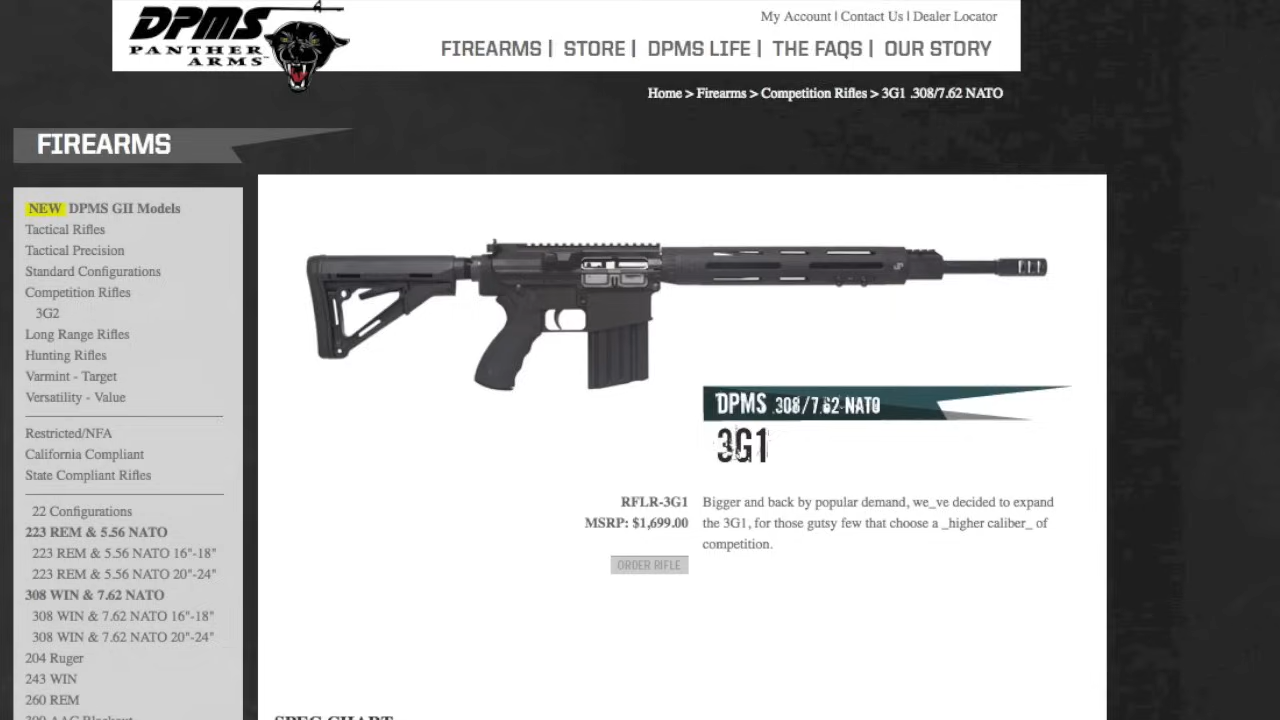 DPMS
PANTHER
ARMS
My Account | Contact Us | Dealer Locator
FIREARMS | STORE | DPMS LIFE | THE FAQS | OUR STORY
Home > Firearms > Competition Rifles > 3G1 .308/7.62 NATO
FIREARMS
NEW DPMS GII Models
Tactical Rifles
Tactical Precision
Standard Configurations
Competition Rifles
3G2
Long Range Rifles
Hunting Rifles
Varmint - Target
Versatility - Value
Restricted/NFA
California Compliant
State Compliant Rifles
22 Configurations
223 REM & 5.56 NATO
223 REM & 5.56 NATO 16"-18"
223 REM & 5.56 NATO 20"-24"
308 WIN & 7.62 NATO
308 WIN & 7.62 NATO 16"-18"
308 WIN & 7.62 NATO 20"-24"
204 Ruger
243 WIN
260 REM
300 AAC Blackout
DPMS .308/7.62 NATO
3G1
RFLR-3G1
MSRP: $1,699.00
ORDER RIFLE
Bigger and back by popular demand, we_ve decided to expand
the 3G1, for those gutsy few that choose a _higher caliber_ of
competition.
SPEC CHART